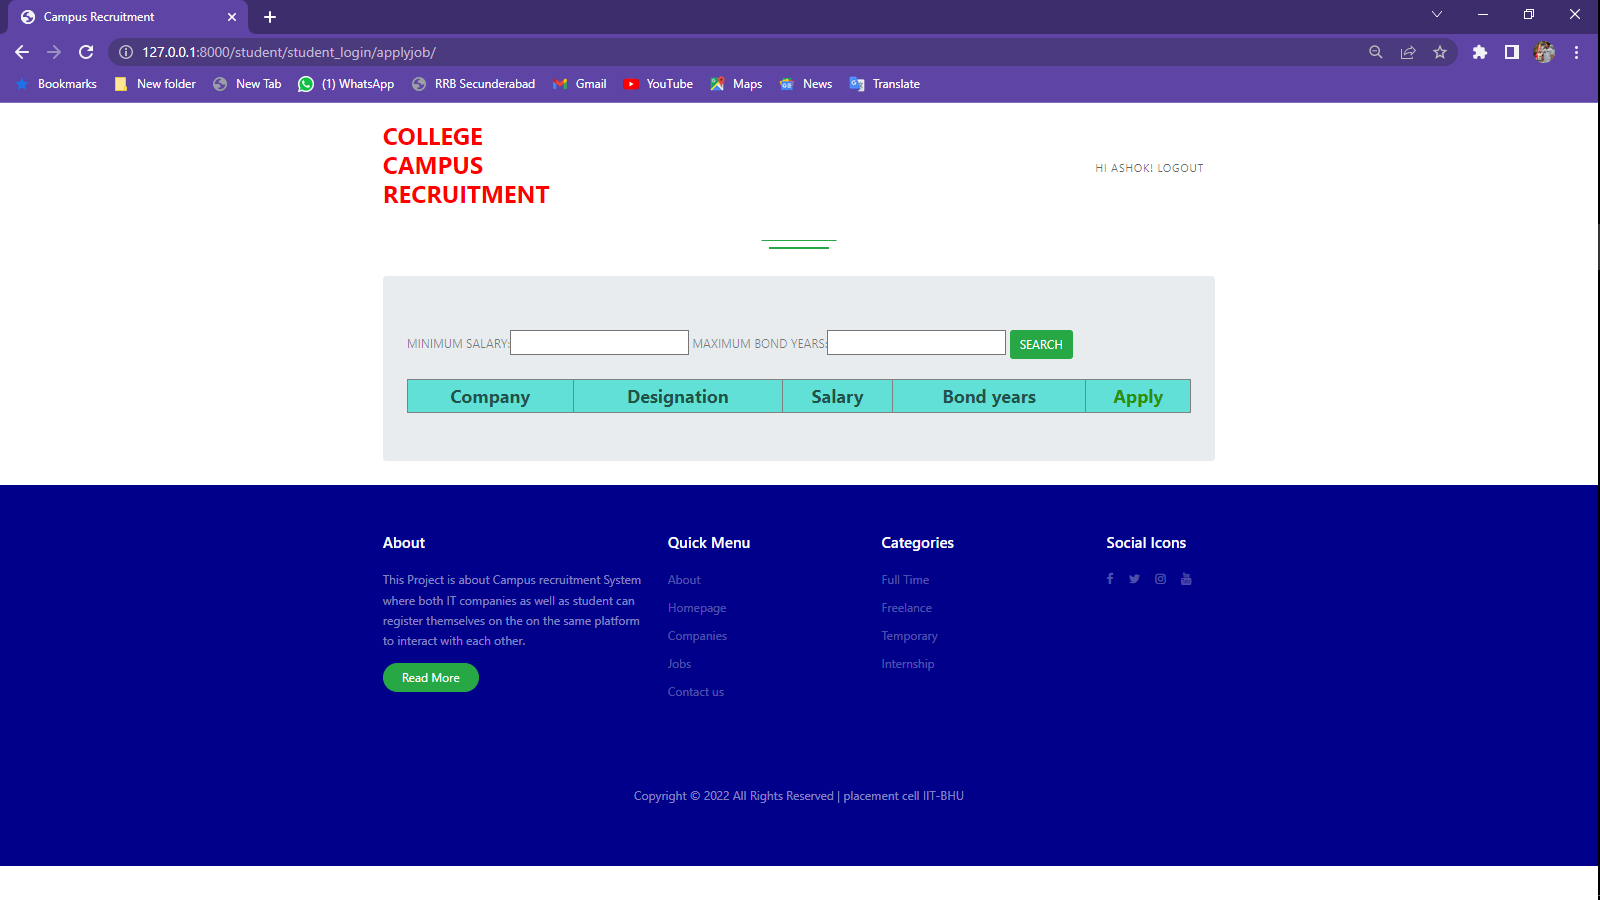 Campus Recruitment
127.0.0.1:8000/student/student_login/applyjob/
Bookmarks New folder New Tab (1) WhatsApp RRB Secunderabad Gmail YouTube Maps News Translate
COLLEGE
CAMPUS
RECRUITMENT
HI ASHOK! LOGOUT
MINIMUM SALARY: MAXIMUM BOND YEARS: SEARCH
Company Designation Salary Bond years Apply
About
This Project is about Campus recruitment System
where both IT companies as well as student can
register themselves on the on the same platform
to interact with each other.
Read More
Quick Menu
About
Homepage
Companies
Jobs
Contact us
Categories
Full Time
Freelance
Temporary
Internship
Social Icons
Copyright © 2022 All Rights Reserved | placement cell IIT-BHU